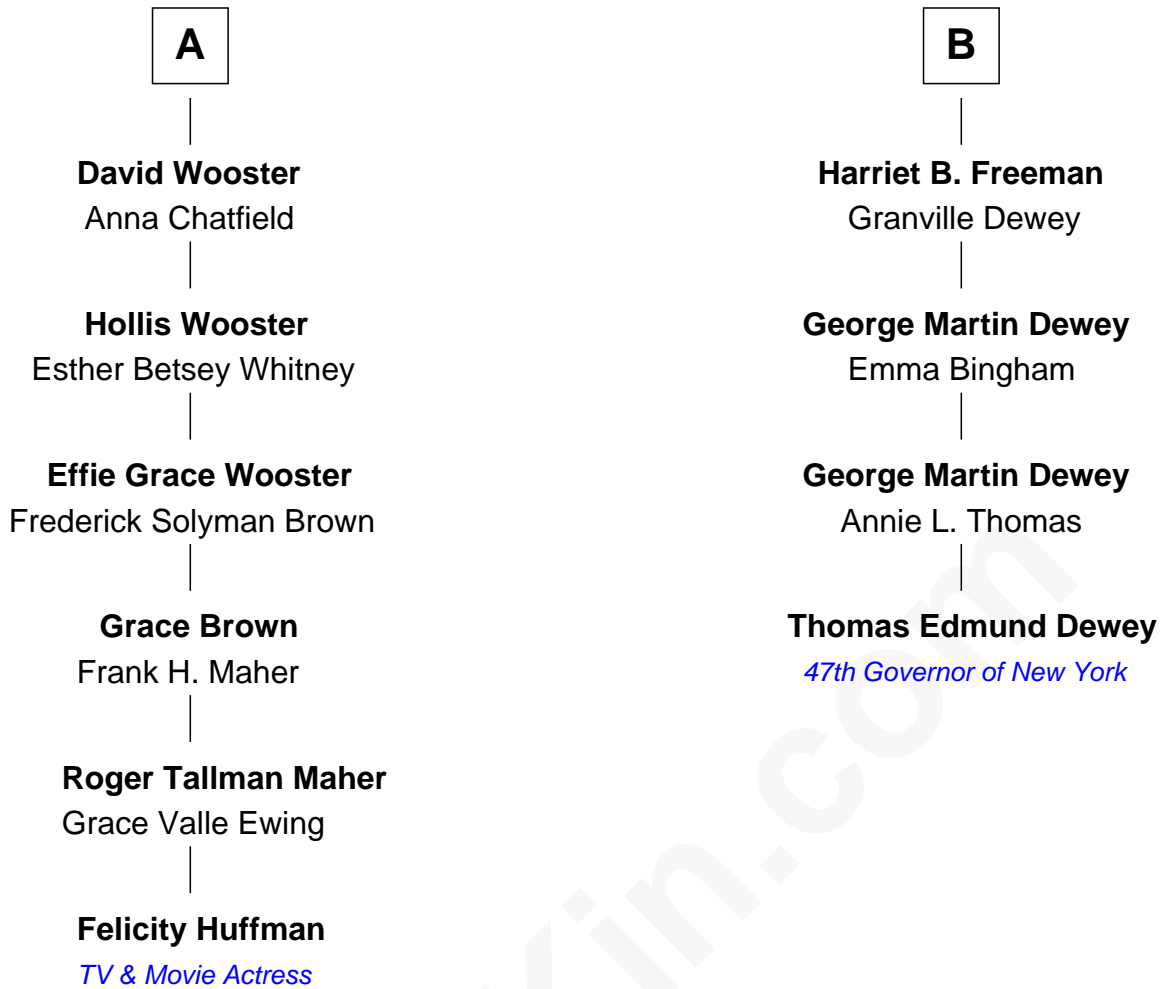 A
David Wooster
Anna Chatfield
Hollis Wooster
Esther Betsey Whitney
Effie Grace Wooster
Frederick Solyman Brown
Grace Brown
Frank H. Maher
Roger Tallman Maher
Grace Valle Ewing
Felicity Huffman
TV & Movie Actress
B
Harriet B. Freeman
Granville Dewey
George Martin Dewey
Emma Bingham
George Martin Dewey
Annie L. Thomas
Thomas Edmund Dewey
47th Governor of New York
Kin.com